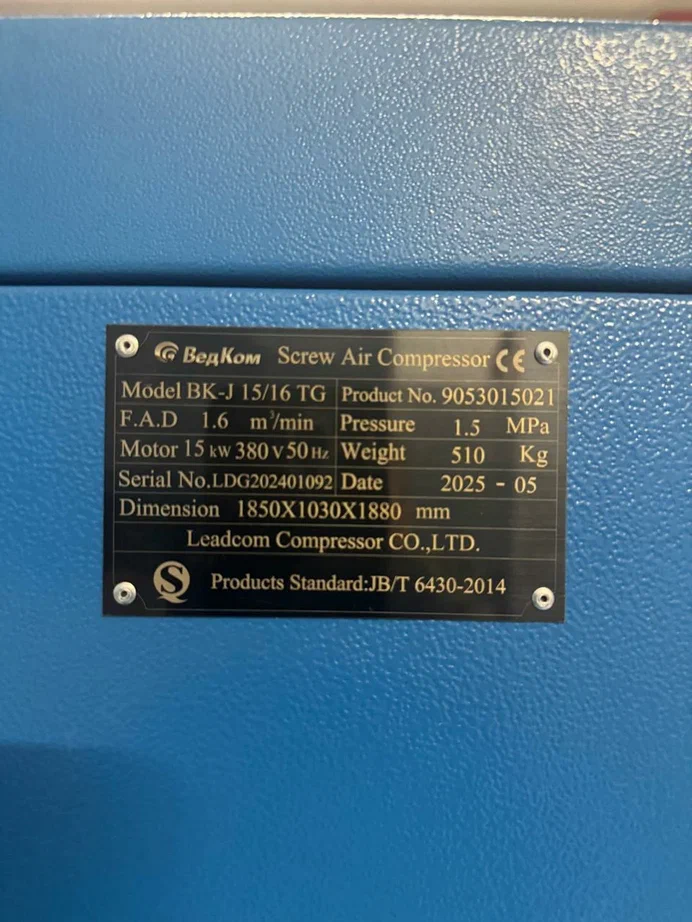 ВедКом Screw Air Compressor CE
Model BK-J 15/16 TG Product No. 9053015021
F.A.D 1.6 m³/min Pressure 1.5 MPa
Motor 15 kW 380 V 50 Hz Weight 510 Kg
Serial No. LDG202401092 Date 2025 - 05
Dimension 1850X1030X1880 mm
Leadcom Compressor CO.,LTD.
QS Products Standard:JB/T 6430-2014